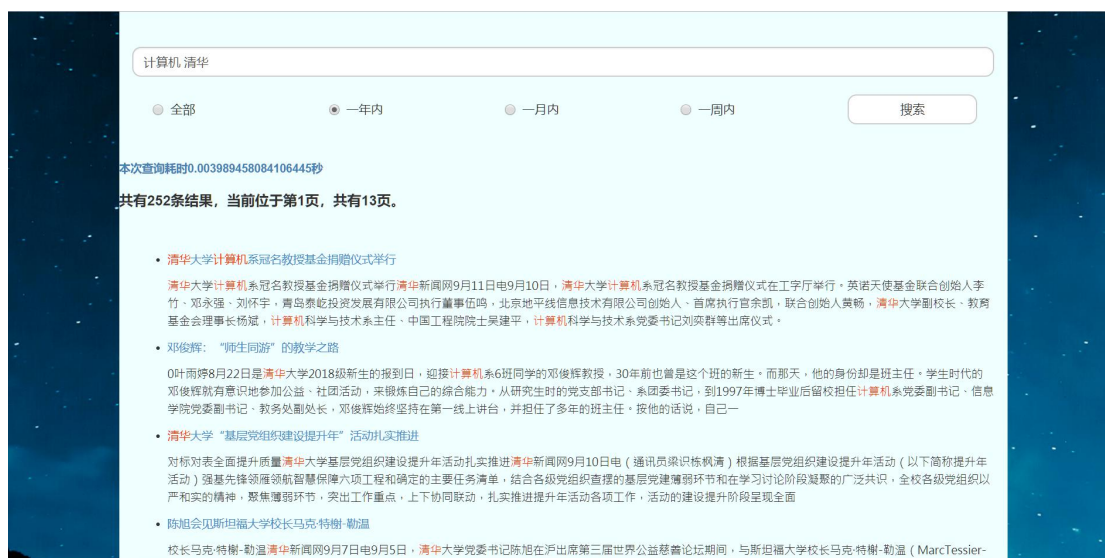 计算机 清华
全部 一年内 一月内 一周内 搜索
本次查询耗时0.003989458084106445秒
共有252条结果，当前位于第1页，共有13页。
清华大学计算机系冠名教授基金捐赠仪式举行
清华大学计算机系冠名教授基金捐赠仪式举行清华新闻网9月11日电9月10日，清华大学计算机系冠名教授基金捐赠仪式在工字厅举行。英诺天使基金联合创始人李
竹、邓永强、刘怀宇，青岛泰屹投资发展有限公司执行董事伍鸣，北京地平线信息技术有限公司创始人、首席执行官余凯，联合创始人黄畅，清华大学副校长、教育
基金会理事长杨斌，计算机科学与技术系主任、中国工程院院士吴建平，计算机科学与技术系党委书记刘奕群等出席仪式。
邓俊辉：“师生同游”的教学之路
0叶雨婷8月22日是清华大学2018级新生的报到日，迎接计算机系6班同学的邓俊辉教授，30年前也曾是这个班的新生。而那天，他的身份却是班主任。学生时代的
邓俊辉就有意识地参加公益、社团活动，来锻炼自己的综合能力。从研究生时的党支部书记、系团委书记，到1997年博士毕业后留校担任计算机系党委副书记、信息
学院党委副书记、教务处副处长，邓俊辉始终坚持在第一线上讲台，并担任了多年的班主任。按他的话说，自己一
清华大学“基层党组织建设提升年”活动扎实推进
对标对表全面提升质量清华大学基层党组织建设提升年活动扎实推进清华新闻网9月10日电（通讯员梁识栋枫清）根据基层党组织建设提升年活动（以下简称提升年
活动）强基先锋领雁领航智慧保障六项工程和确定的主要任务清单，结合各级党组织查摆的基层党建薄弱环节和在学习讨论阶段凝聚的广泛共识，全校各级党组织以
严和实的精神，聚焦薄弱环节，突出工作重点，上下协同联动，扎实推进提升年活动各项工作，活动的建设提升阶段呈现全面
陈旭会见斯坦福大学校长马克·特榭-勒温
校长马克·特榭-勒温清华新闻网9月7日电9月5日，清华大学党委书记陈旭在沪出席第三届世界公益慈善论坛期间，与斯坦福大学校长马克·特榭-勒温（MarcTessier-